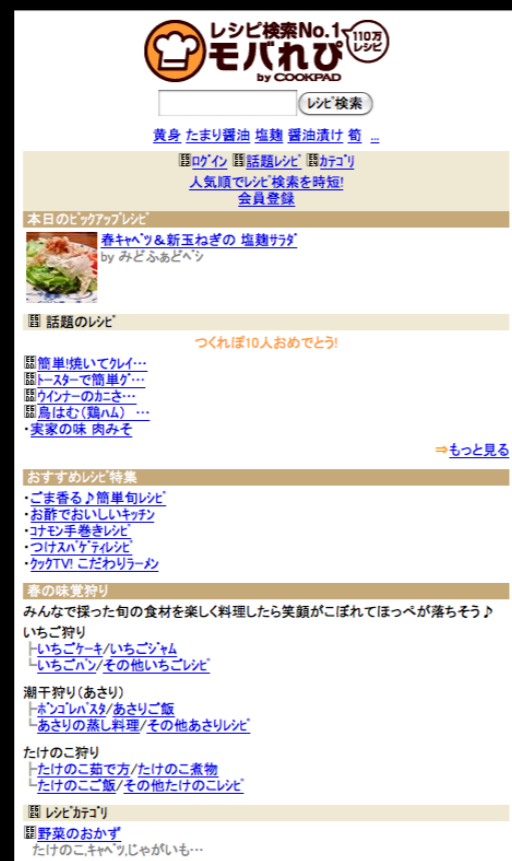 レシピ検索No.1
110万
レシピ
モバれぴ
by COOKPAD
ﾚｼﾋﾟ検索
黄身 たまり醤油 塩麹 醤油漬け 筍 ...
ﾛｸﾞｲﾝ 話題ﾚｼﾋﾟ ｶﾃｺﾞﾘ
人気順でﾚｼﾋﾟ検索を時短!
会員登録
本日のﾋﾟｯｸｱｯﾌﾟﾚｼﾋﾟ
春ｷｬﾍﾞﾂ＆新玉ねぎの 塩麹ｻﾗﾀﾞ
by みどふぁどﾍﾞｼ
話題のﾚｼﾋﾟ
つくれぽ10人おめでとう!
簡単!焼いてｸﾚｲ…
ﾄｰｽﾀｰで簡単ｸﾞ…
ｳｲﾝﾅｰのｶﾆさ…
鳥はむ（鶏ﾊﾑ） …
・実家の味 肉みそ
⇒もっと見る
おすすめﾚｼﾋﾟ特集
・ごま香る♪簡単旬ﾚｼﾋﾟ
・お酢でおいしいｷｯﾁﾝ
・ｺﾅﾓﾝ手巻きﾚｼﾋﾟ
・つけｽﾊﾟｹﾞﾃｨﾚｼﾋﾟ
・ｸｯｸTV! こだわりﾗｰﾒﾝ
春の味覚狩り
みんなで採った旬の食材を楽しく料理したら笑顔がこぼれてほっぺが落ちそう♪
いちご狩り
├いちごｹｰｷ/いちごｼﾞｬﾑ
└いちごﾊﾟﾝ/その他いちごﾚｼﾋﾟ
潮干狩り（あさり）
├ﾎﾞﾝｺﾞﾚﾊﾟｽﾀ/あさりご飯
└あさりの蒸し料理/その他あさりﾚｼﾋﾟ
たけのこ狩り
├たけのこ茹で方/たけのこ煮物
└たけのこご飯/その他たけのこﾚｼﾋﾟ
ﾚｼﾋﾟｶﾃｺﾞﾘ
野菜のおかず
たけのこ,ｷｬﾍﾞﾂ,じゃがいも…